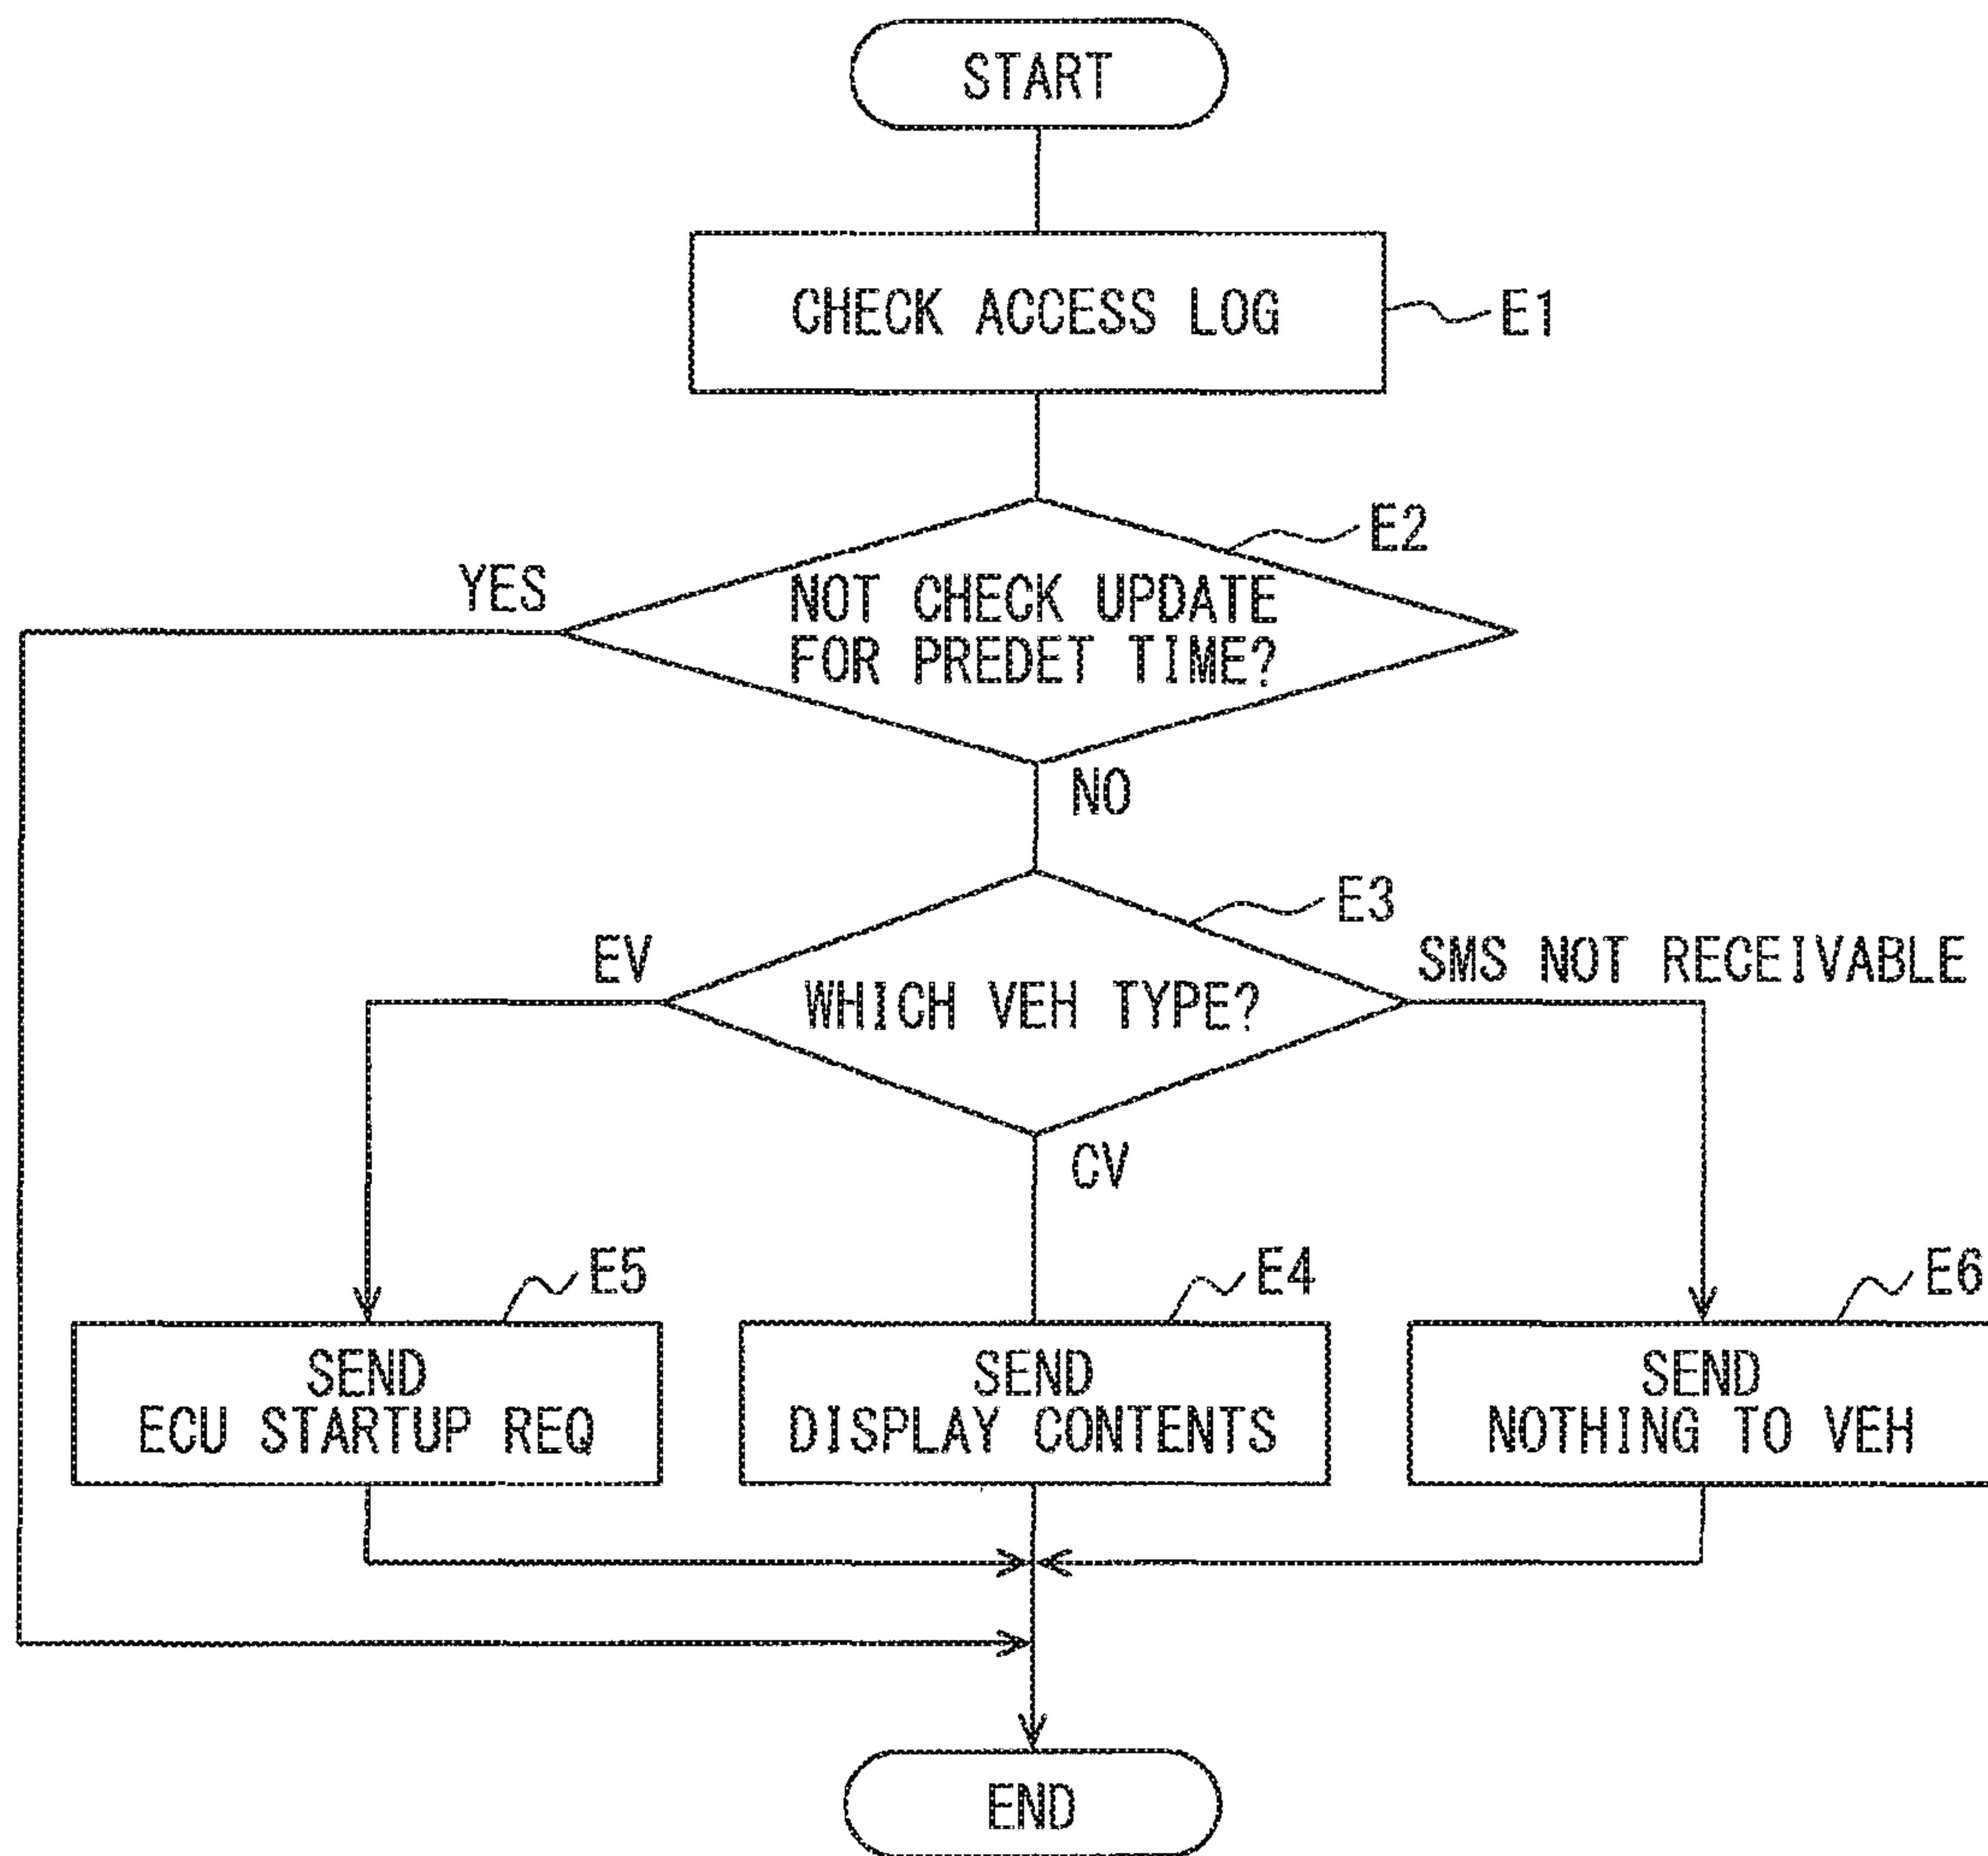 START
CHECK ACCESS LOG
E1
E2
YES
NOT CHECK UPDATE
FOR PREDET TIME?
NO
E3
EV
SMS NOT RECEIVABLE
WHICH VEH TYPE?
CV
E5
E4
E6
SEND
ECU STARTUP REQ
SEND
DISPLAY CONTENTS
SEND
NOTHING TO VEH
END